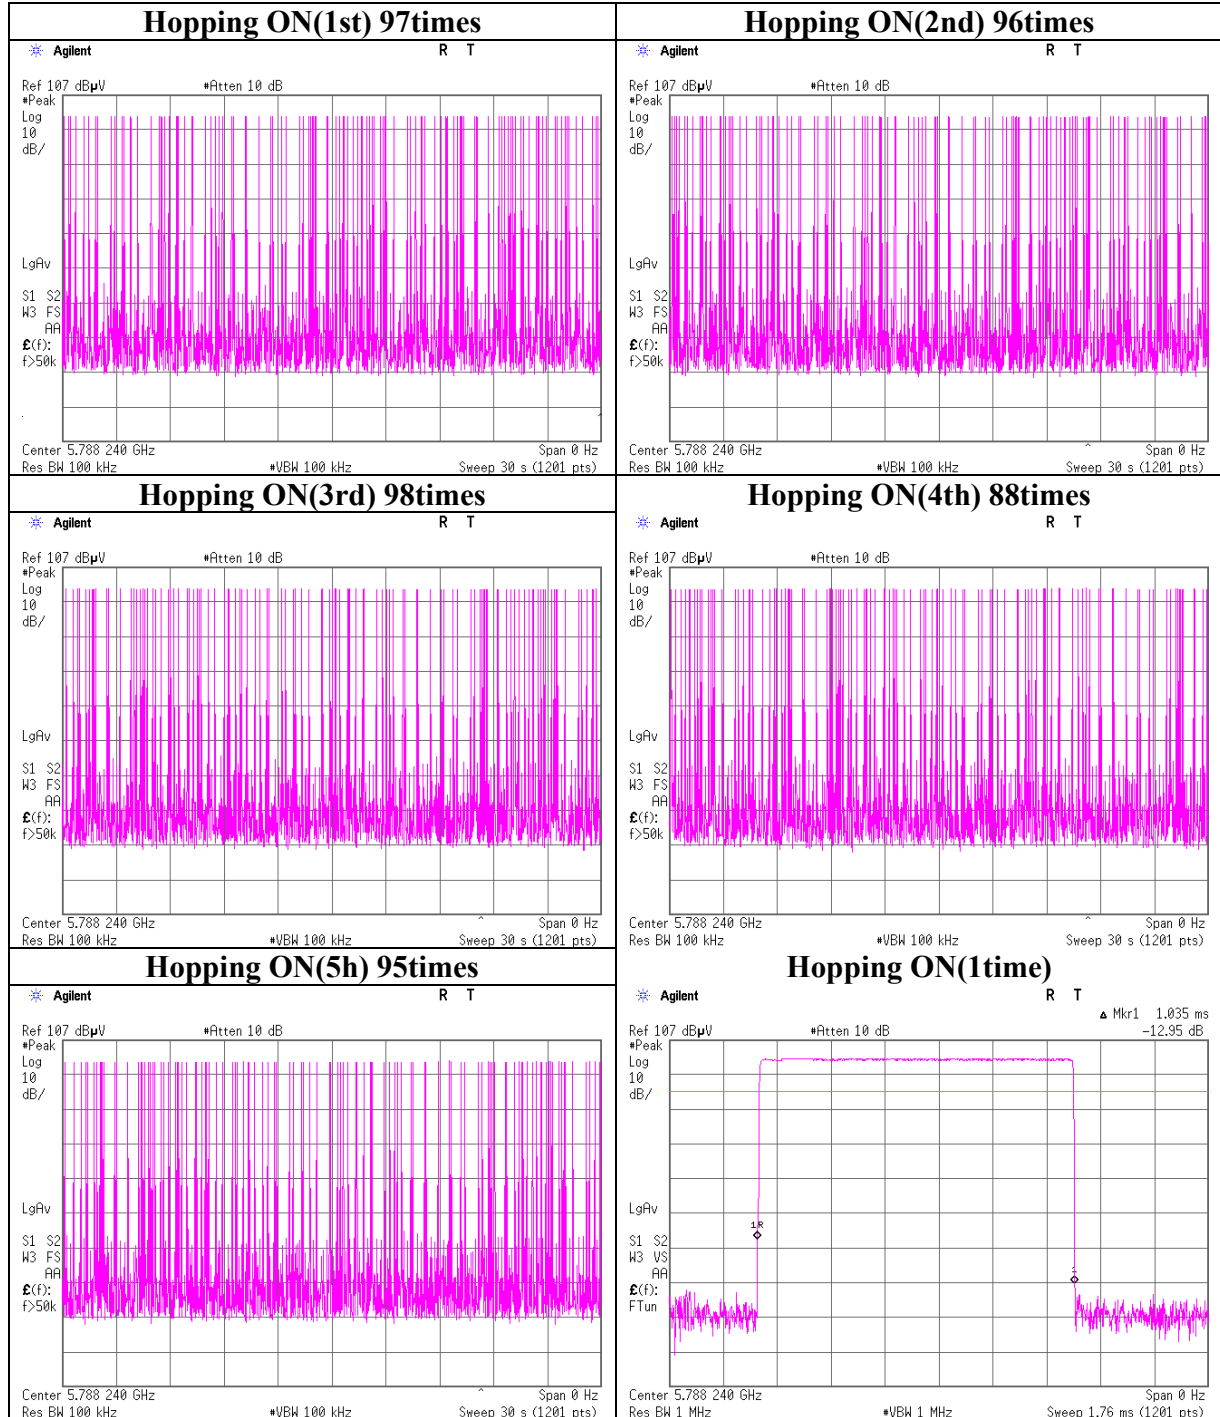 Hopping ON(1st) 97times
Agilent R T
Ref 107 dBµV #Atten 10 dB
#Peak
Log
10
dB/
LgAv
S1 S2
W3 FS
AA
£(f):
f>50k
Center 5.788 240 GHz Span 0 Hz
Res BW 100 kHz #VBW 100 kHz Sweep 30 s (1201 pts)
Hopping ON(2nd) 96times
Agilent R T
Ref 107 dBµV #Atten 10 dB
#Peak
Log
10
dB/
LgAv
S1 S2
W3 FS
AA
£(f):
f>50k
Center 5.788 240 GHz Span 0 Hz
Res BW 100 kHz #VBW 100 kHz Sweep 30 s (1201 pts)
Hopping ON(3rd) 98times
Agilent R T
Ref 107 dBµV #Atten 10 dB
#Peak
Log
10
dB/
LgAv
S1 S2
W3 FS
AA
£(f):
f>50k
Center 5.788 240 GHz Span 0 Hz
Res BW 100 kHz #VBW 100 kHz Sweep 30 s (1201 pts)
Hopping ON(4th) 88times
Agilent R T
Ref 107 dBµV #Atten 10 dB
#Peak
Log
10
dB/
LgAv
S1 S2
W3 FS
AA
£(f):
f>50k
Center 5.788 240 GHz Span 0 Hz
Res BW 100 kHz #VBW 100 kHz Sweep 30 s (1201 pts)
Hopping ON(5h) 95times
Agilent R T
Ref 107 dBµV #Atten 10 dB
#Peak
Log
10
dB/
LgAv
S1 S2
W3 FS
AA
£(f):
f>50k
Center 5.788 240 GHz Span 0 Hz
Res BW 100 kHz #VBW 100 kHz Sweep 30 s (1201 pts)
Hopping ON(1time)
Agilent R T
Δ Mkr1 1.035 ms
Ref 107 dBµV #Atten 10 dB -12.95 dB
#Peak
Log
10
dB/
1R
LgAv
S1 S2
W3 VS
AA
£(f):
FTun
Center 5.788 240 GHz Span 0 Hz
Res BW 1 MHz #VBW 1 MHz Sweep 1.76 ms (1201 pts)